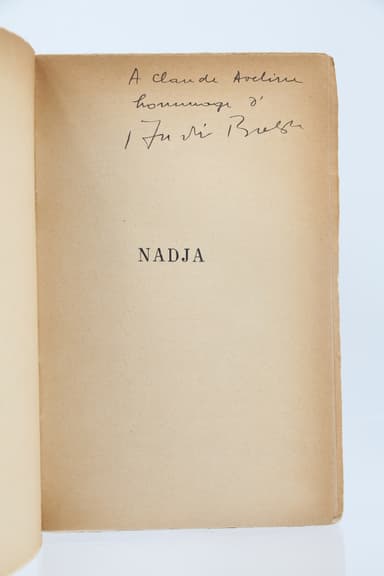 A Claude Aveline
hommage d'
André Breton
NADJA